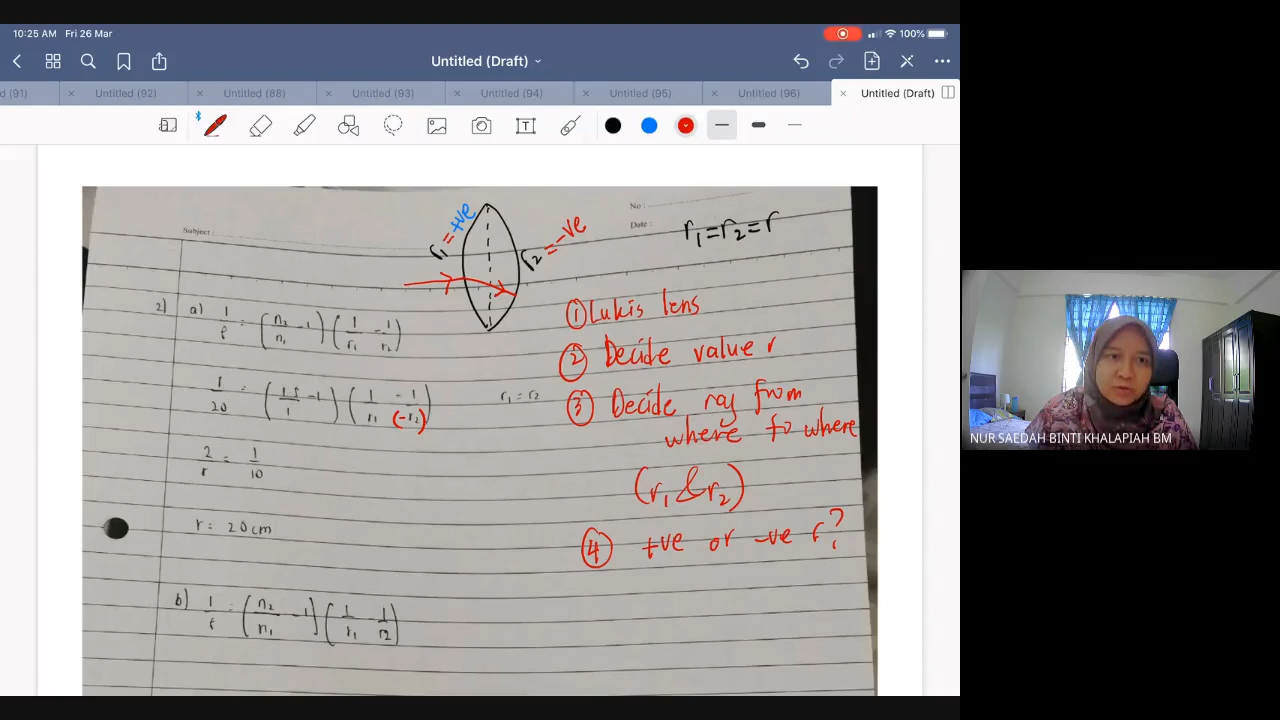 10:25 AM Fri 26 Mar
100%
Untitled (Draft)
d (91)
Untitled (92)
Untitled (88)
Untitled (93)
Untitled (94)
Untitled (95)
Untitled (96)
Untitled (Draft)
T
Subject :
No :
Date :
r₁ = +ve
r₂ = -ve
r₁ = r₂ = r
① Lukis lens
② Decide value r
③ Decide ray from
where to where
(r₁ & r₂)
④ +ve or -ve r?
2) a) 1/f = (n₂/n₁ - 1) (1/r₁ - 1/r₂)
1/20 = (1.5/1 - 1) (1/r₁ - 1/(-r₂)) r₁ = r₂
2/r = 1/10
r = 20 cm
b) 1/f = (n₂/n₁ - 1) (1/r₁ - 1/r₂)
NUR SAEDAH BINTI KHALAPIAH BM